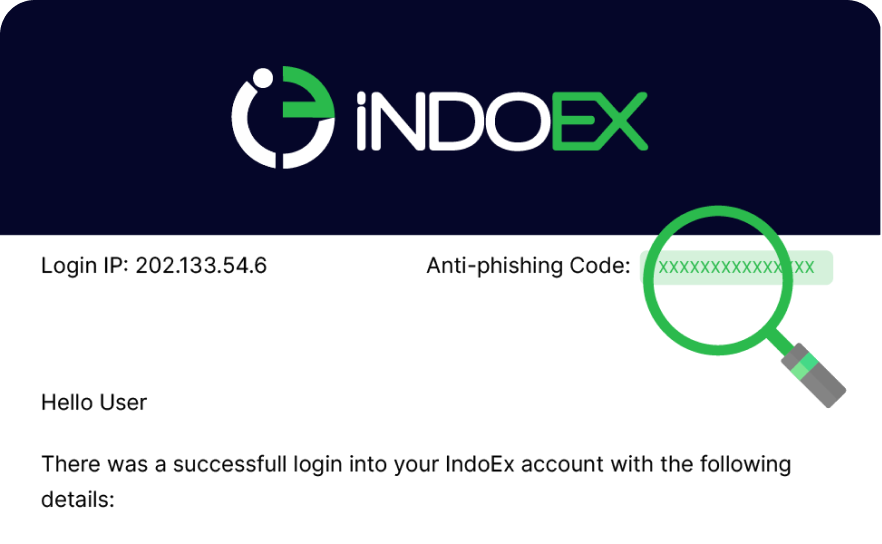 iNDOEX
Login IP: 202.133.54.6 Anti-phishing Code: xxxxxxxxxxxxxxx
Hello User
There was a successfull login into your IndoEx account with the following
details: